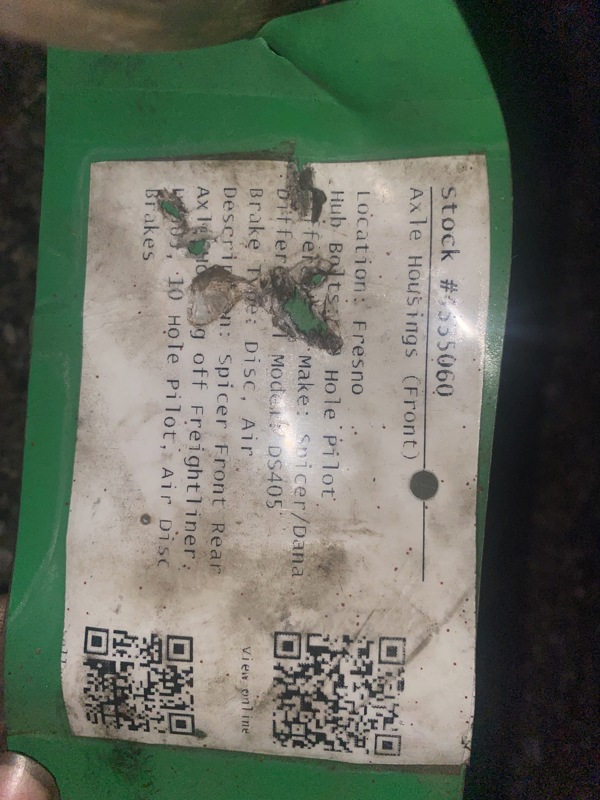 Stock
Axle Housings (Front)
Location: Fresno
Hub Bolts Hole Pilot
Make: Spicer/Dana
Model: DS405
Brake Disc, Air
Spicer Front Rear
off Freightliner,
10 Hole Pilot, Air Disc
Brakes
View online